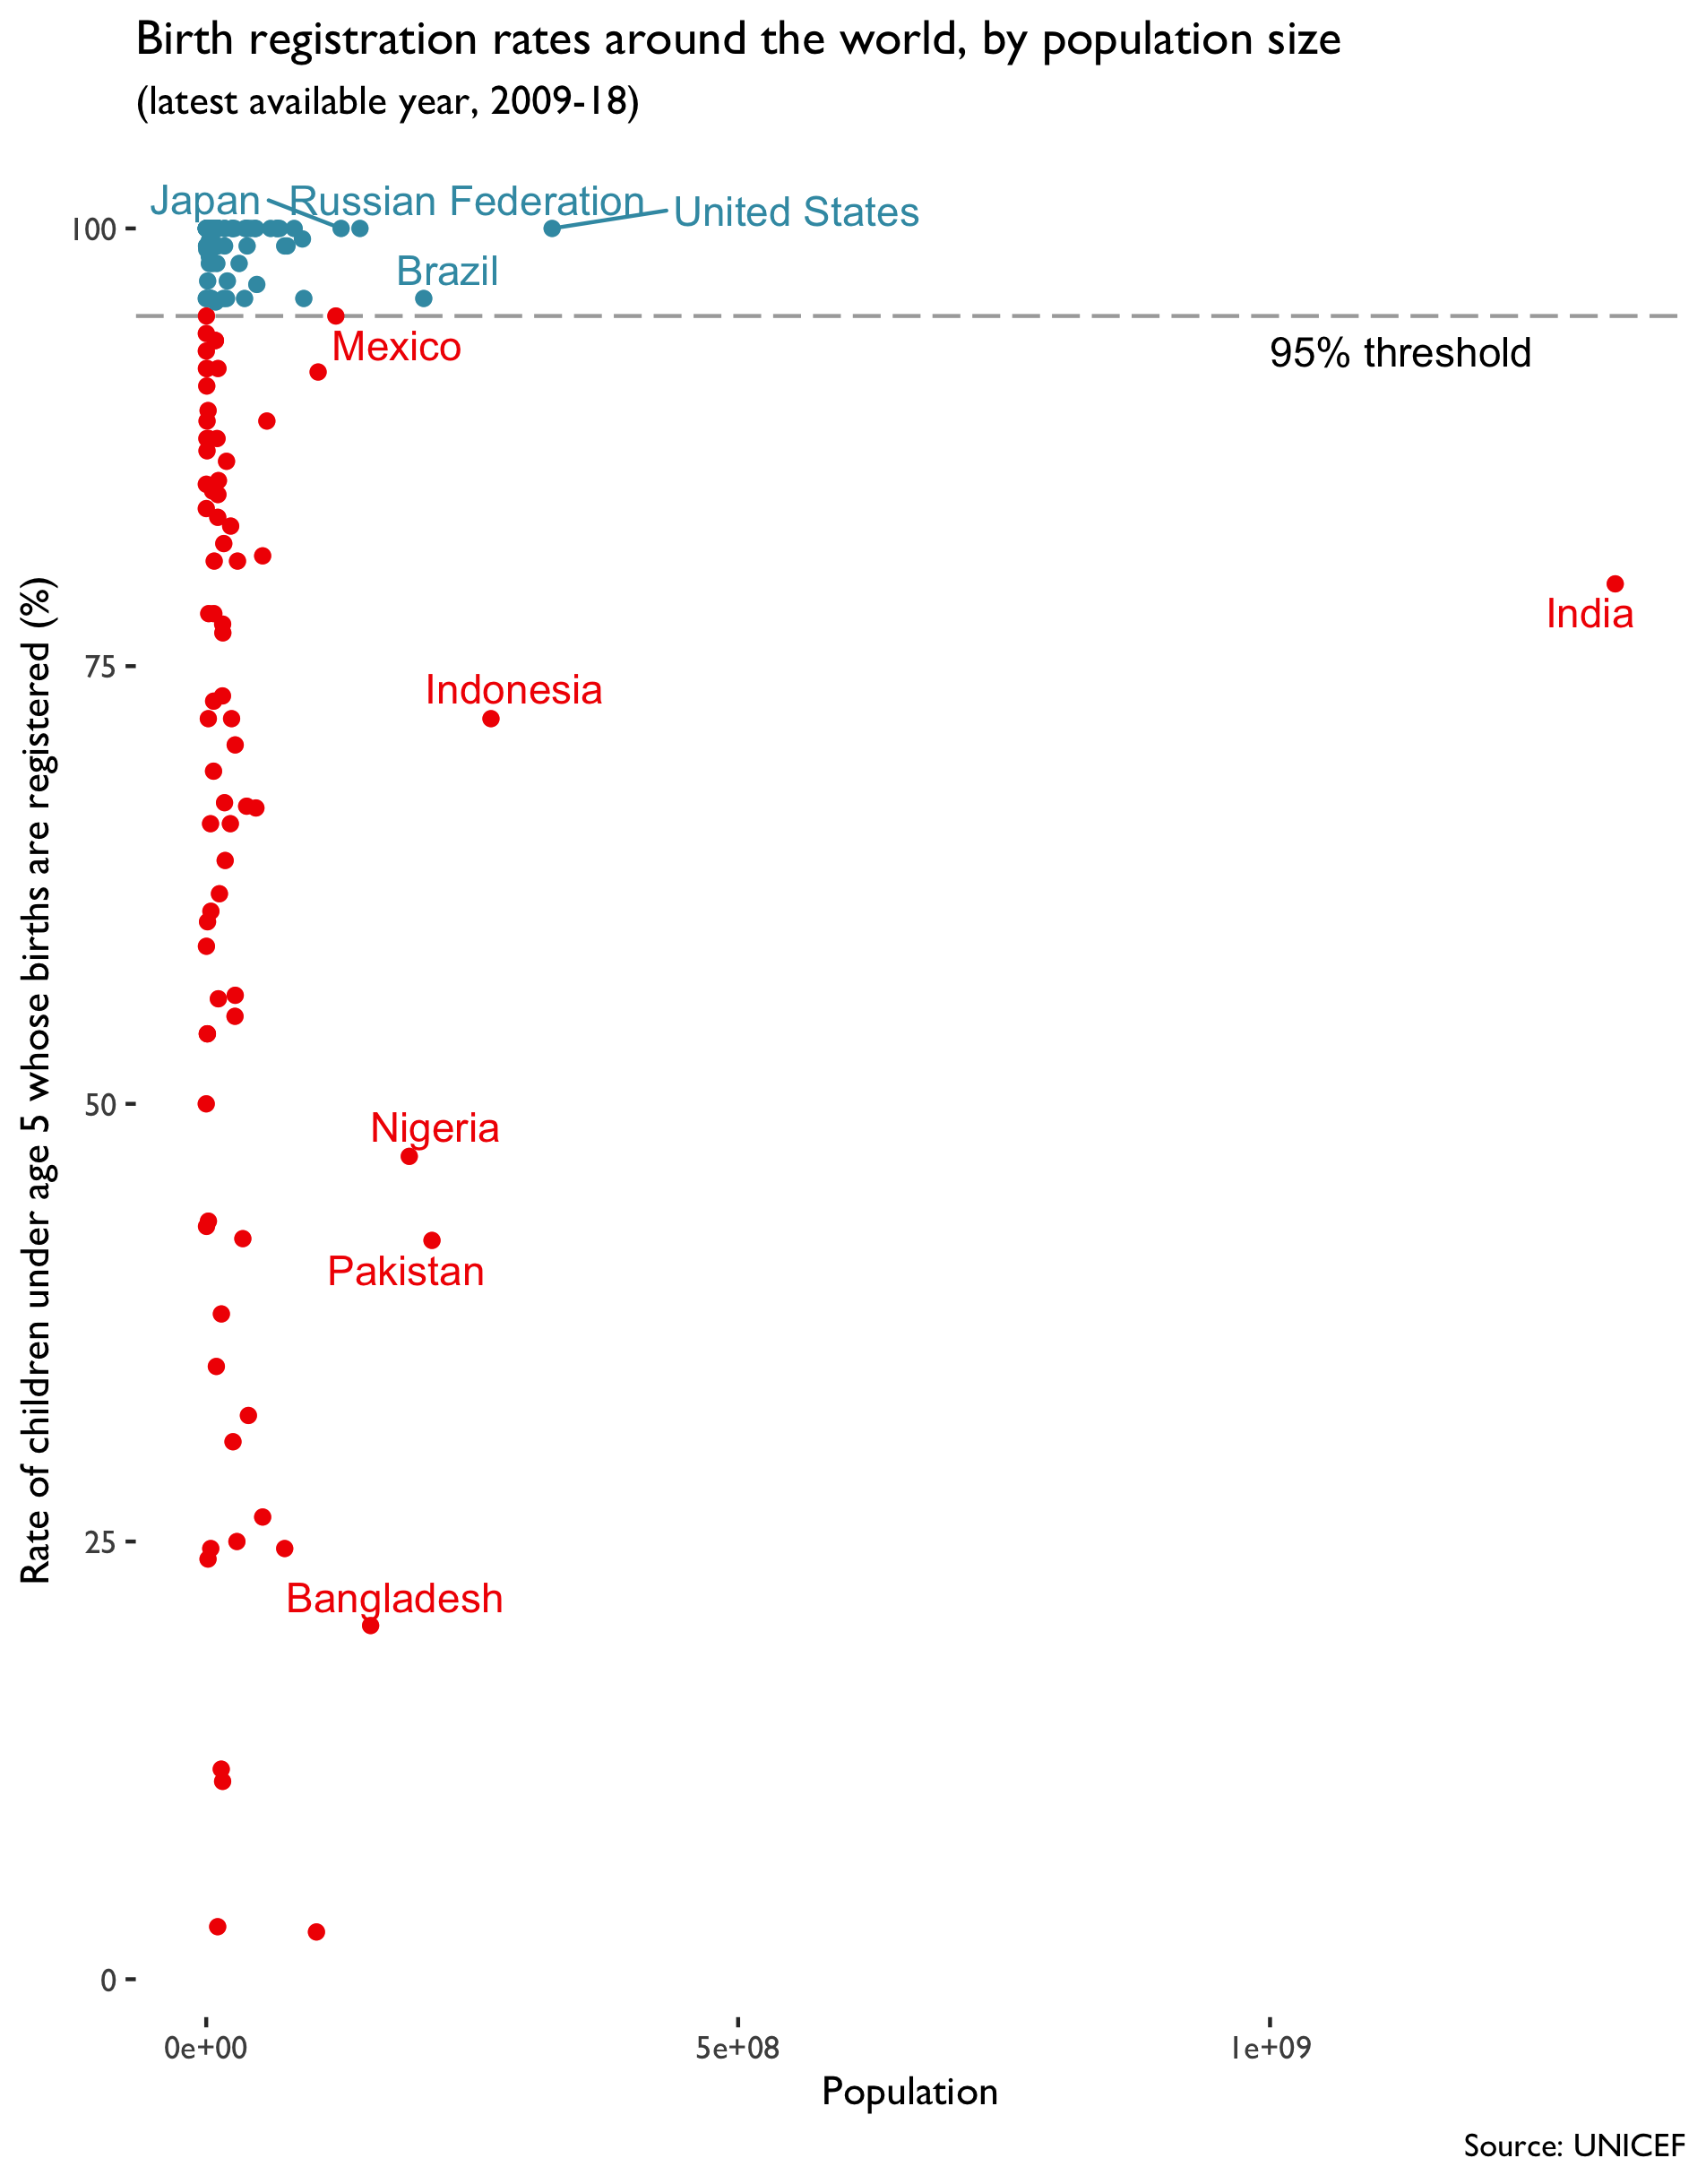 Birth registration rates around the world, by population size
(latest available year, 2009-18)
Japan
Russian Federation
United States
100
Brazil
Mexico
95% threshold
India
75
Indonesia
Rate of children under age 5 whose births are registered (%)
50
Nigeria
Pakistan
25
Bangladesh
0
0e+00
5e+08
1e+09
Population
Source: UNICEF